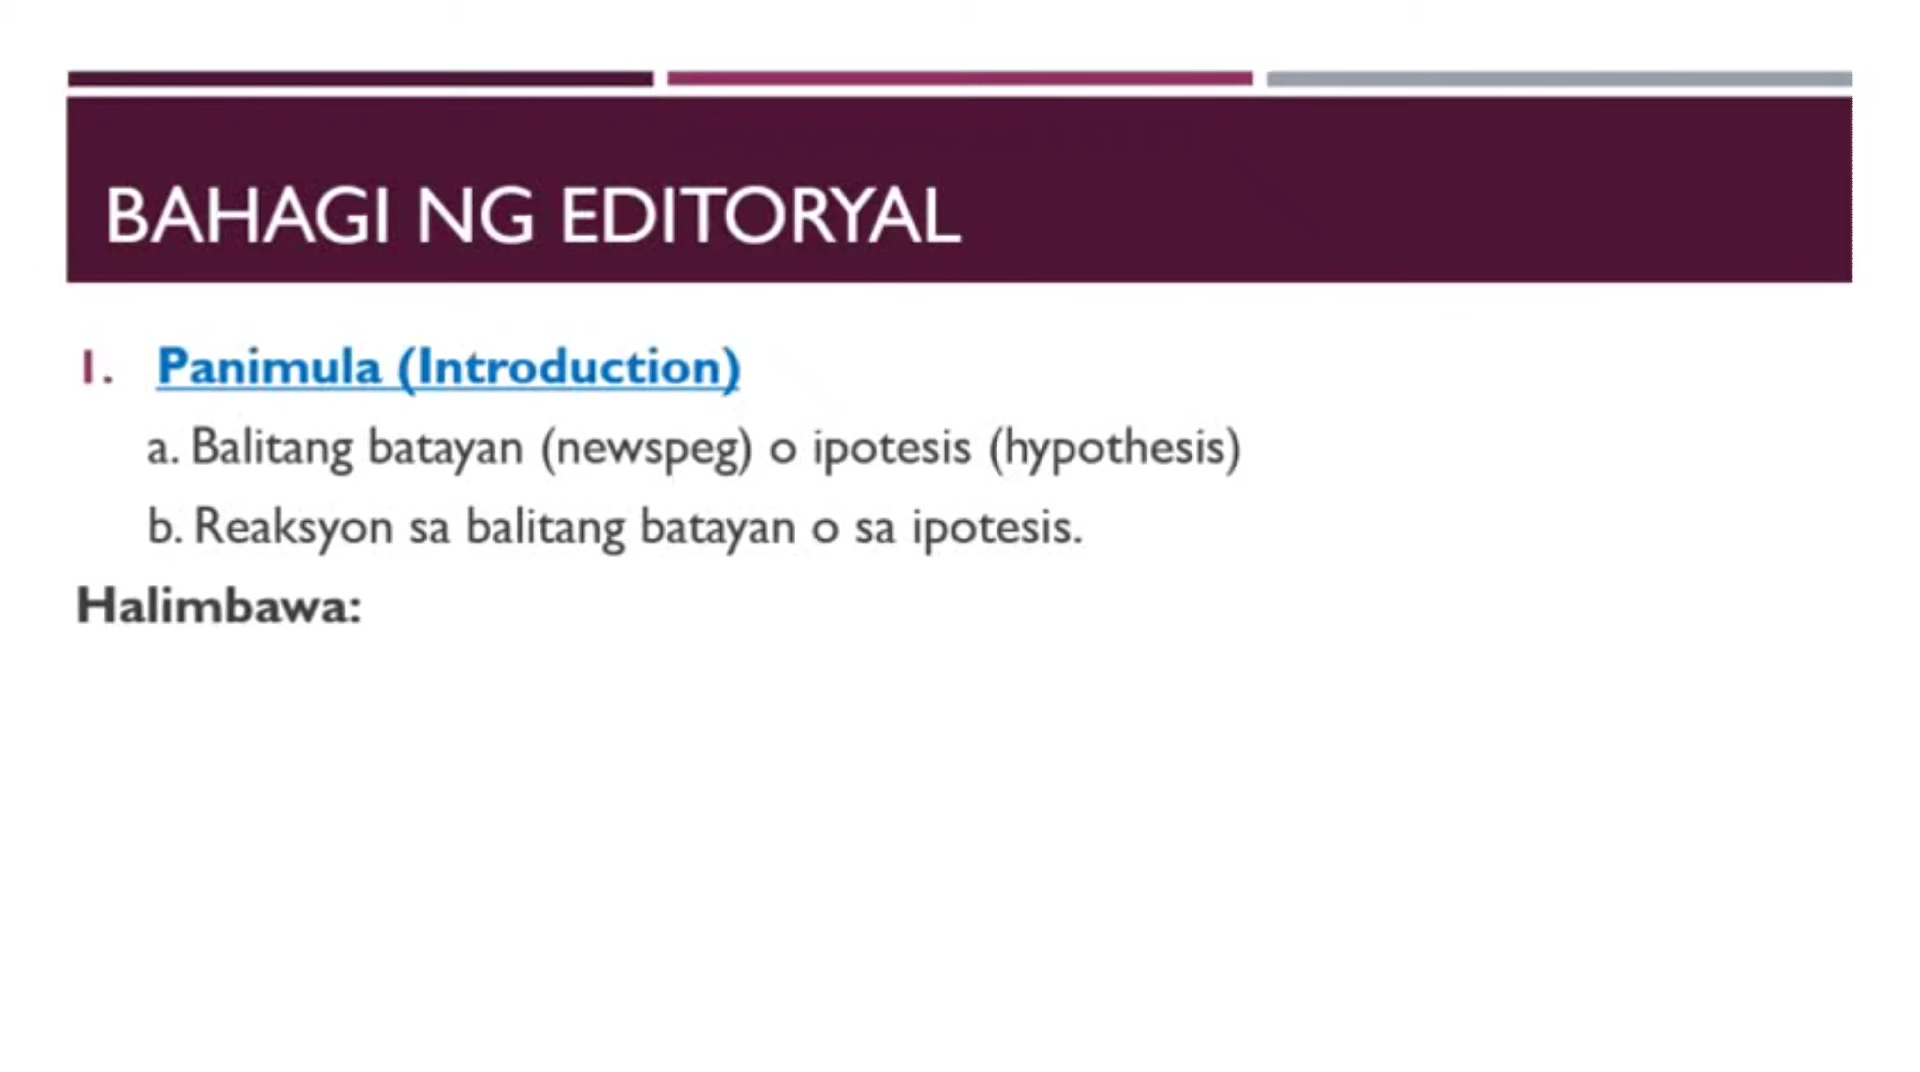 BAHAGI NG EDITORYAL
1. Panimula (Introduction)
a. Balitang batayan (newspeg) o ipotesis (hypothesis)
b. Reaksyon sa balitang batayan o sa ipotesis.
Halimbawa: